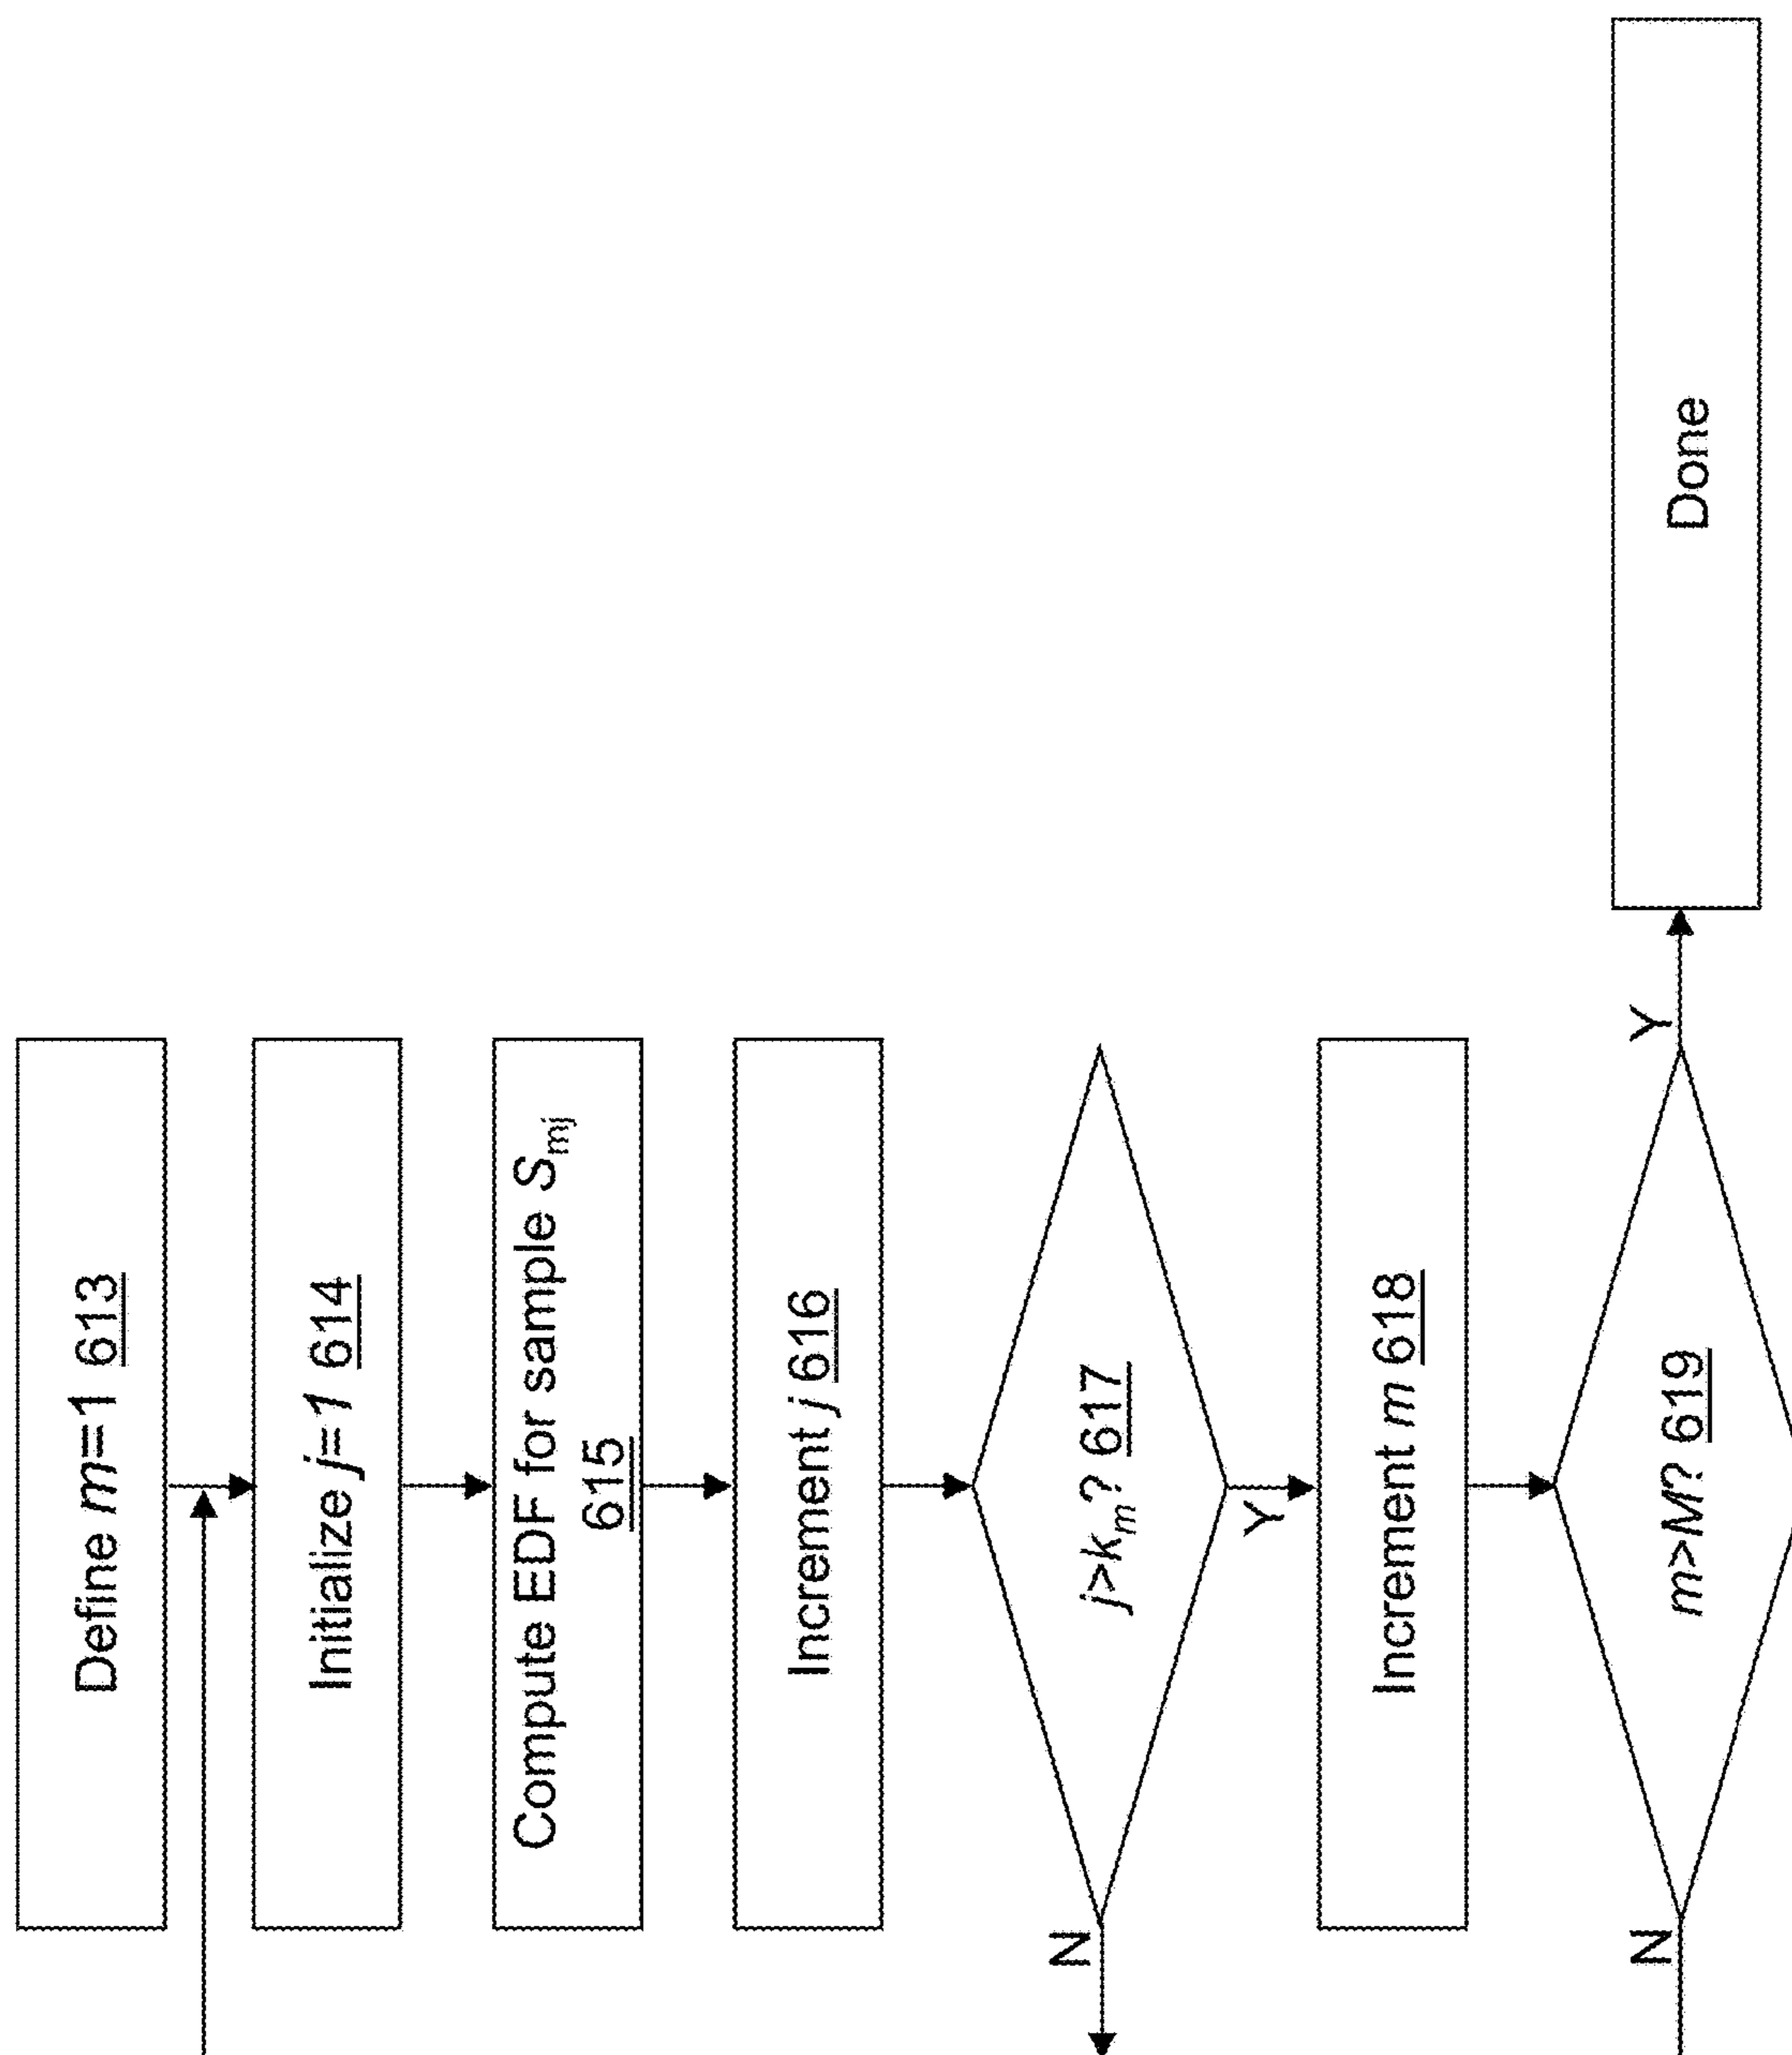 Define m=1 613
Initialize j=1 614
Compute EDF for sample Smj
615
Increment j 616
j>km? 617
N
Y
Increment m 618
m>M? 619
N
Y
Done